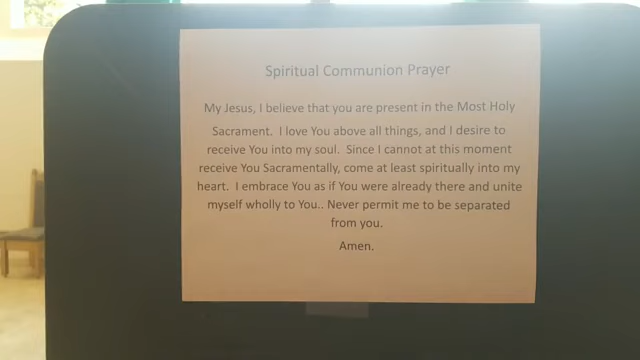 Spiritual Communion Prayer
My Jesus, I believe that you are present in the Most Holy
Sacrament. I love You above all things, and I desire to
receive You into my soul. Since I cannot at this moment
receive You Sacramentally, come at least spiritually into my
heart. I embrace You as if You were already there and unite
myself wholly to You.. Never permit me to be separated
from you.
Amen.